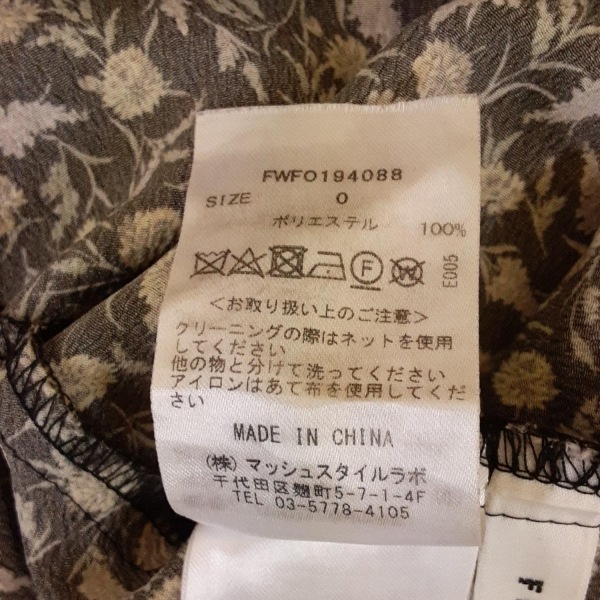 FWFO194088
SIZE 0
ポリエステル 100%
F W
E005
<お取り扱い上のご注意>
クリーニングの際はネットを使用
してください
他の物と分けて洗ってください
アイロンはあて布を使用してくだ
さい
MADE IN CHINA
(株) マッシュスタイルラボ
千代田区麹町5-7-1-4F
TEL 03-5778-4105
F